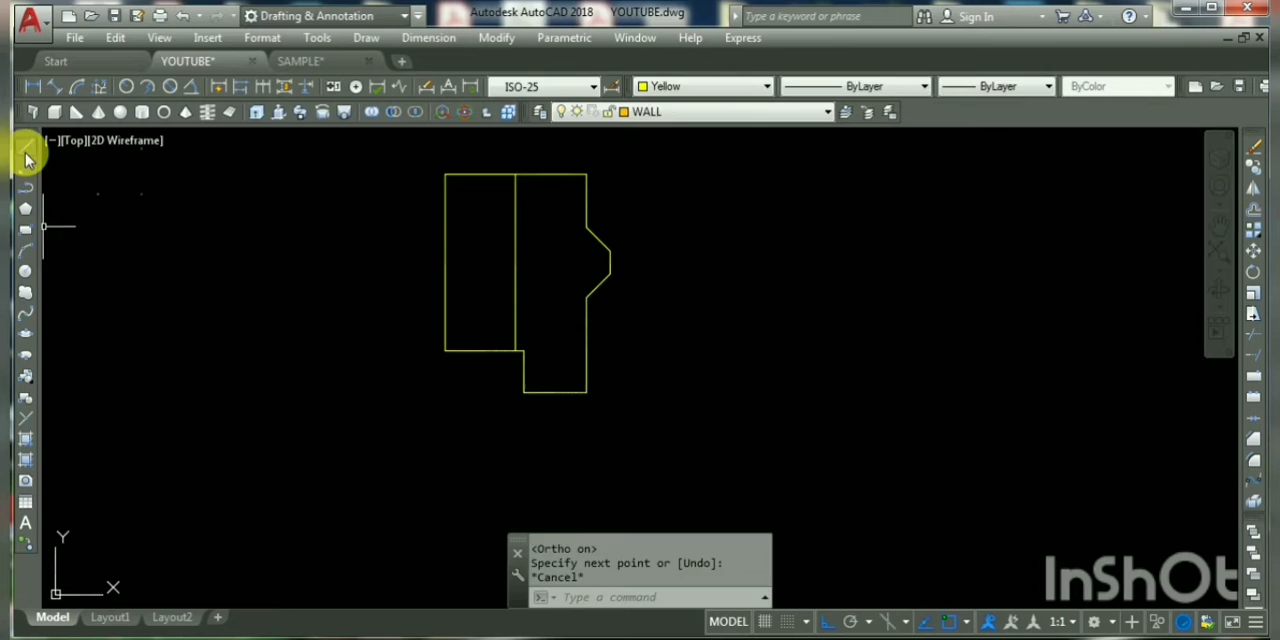 Drafting & Annotation
Autodesk AutoCAD 2018 YOUTUBE.dwg
Type a keyword or phrase
Sign In
File Edit View Insert Format Tools Draw Dimension Modify Parametric Window Help Express
Start YOUTUBE* SAMPLE*
ISO-25 Yellow ByLayer ByLayer ByColor
WALL
[−][Top][2D Wireframe]
Y
X
<Ortho on>
Specify next point or [Undo]:
*Cancel*
Type a command
InShOt
Model Layout1 Layout2 +
MODEL 1:1